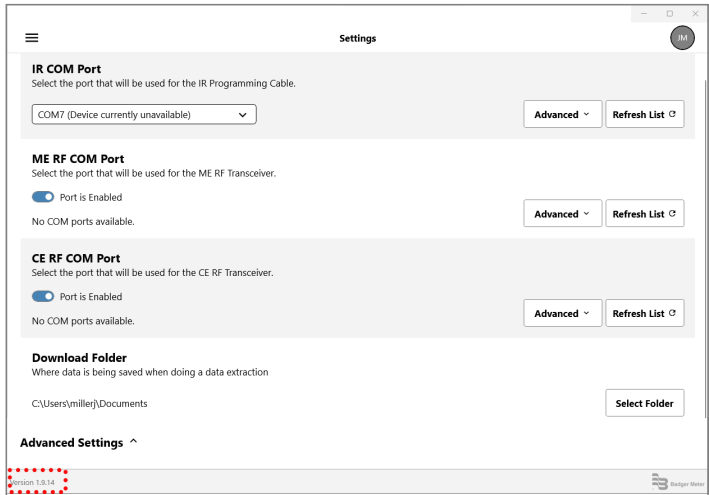 Settings
JM
IR COM Port
Select the port that will be used for the IR Programming Cable.
COM7 (Device currently unavailable)
Advanced
Refresh List
ME RF COM Port
Select the port that will be used for the ME RF Transceiver.
Port is Enabled
No COM ports available.
Advanced
Refresh List
CE RF COM Port
Select the port that will be used for the CE RF Transceiver.
Port is Enabled
No COM ports available.
Advanced
Refresh List
Download Folder
Where data is being saved when doing a data extraction
C:\Users\millerj\Documents
Select Folder
Advanced Settings
Version 1.9.14
Badger Meter